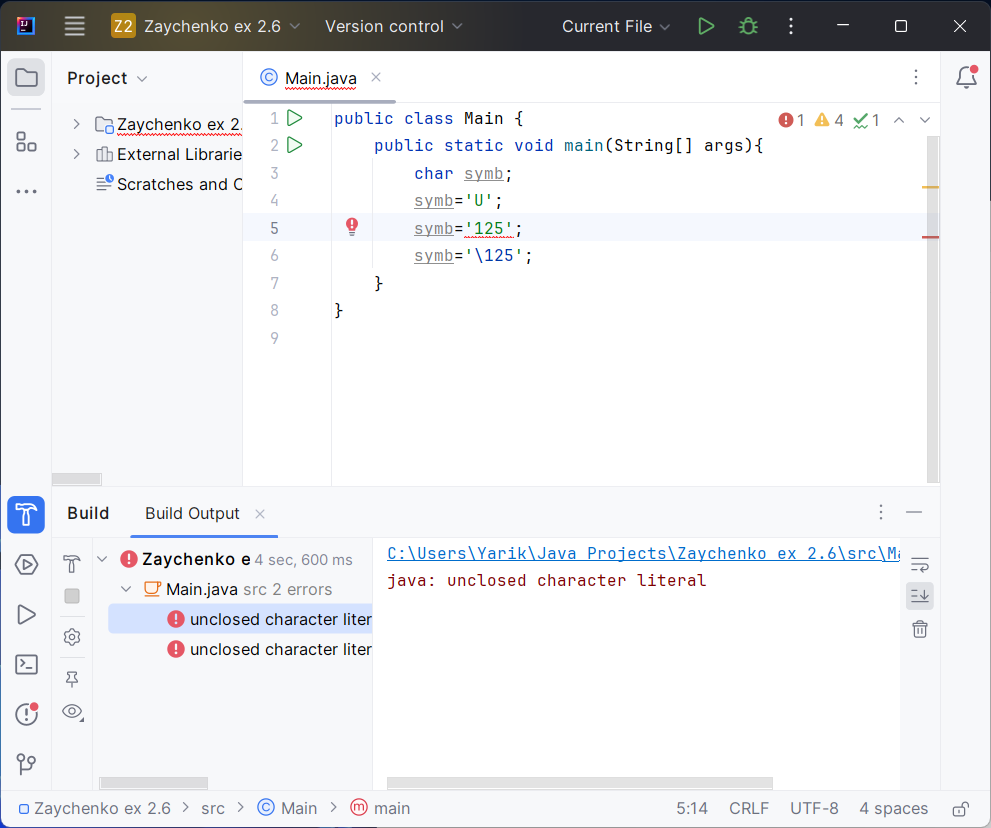 Z2 Zaychenko ex 2.6 Version control Current File
Project
Main.java
Zaychenko ex 2.
External Librarie
Scratches and C
1 public class Main {
2 public static void main(String[] args){
3 char symb;
4 symb='U';
5 symb='125';
6 symb='\125';
7 }
8 }
9
1 4 1
Build Build Output
Zaychenko e 4 sec, 600 ms
Main.java src 2 errors
unclosed character liter
unclosed character liter
C:\Users\Yarik\Java Projects\Zaychenko ex 2.6\src\Ma
java: unclosed character literal
Zaychenko ex 2.6 > src > Main > main 5:14 CRLF UTF-8 4 spaces